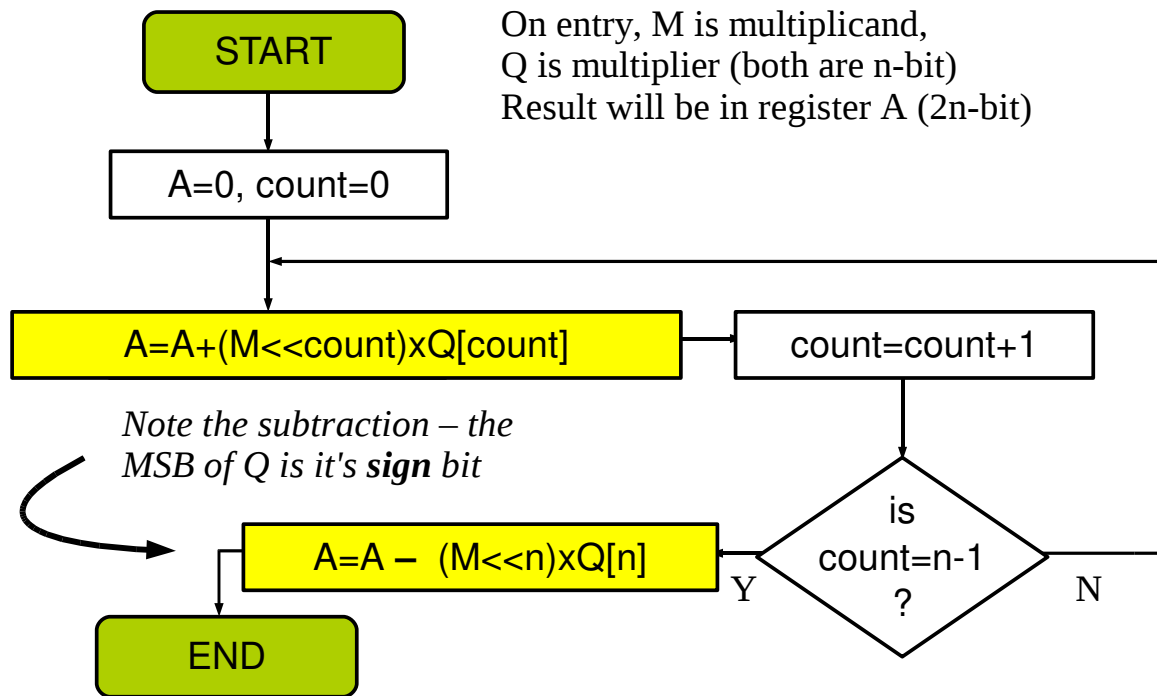 START
On entry, M is multiplicand,
Q is multiplier (both are n-bit)
Result will be in register A (2n-bit)
A=0, count=0
A=A+(M<<count)xQ[count]
count=count+1
Note the subtraction – the
MSB of Q is it's sign bit
is
count=n-1
?
Y
N
A=A – (M<<n)xQ[n]
END